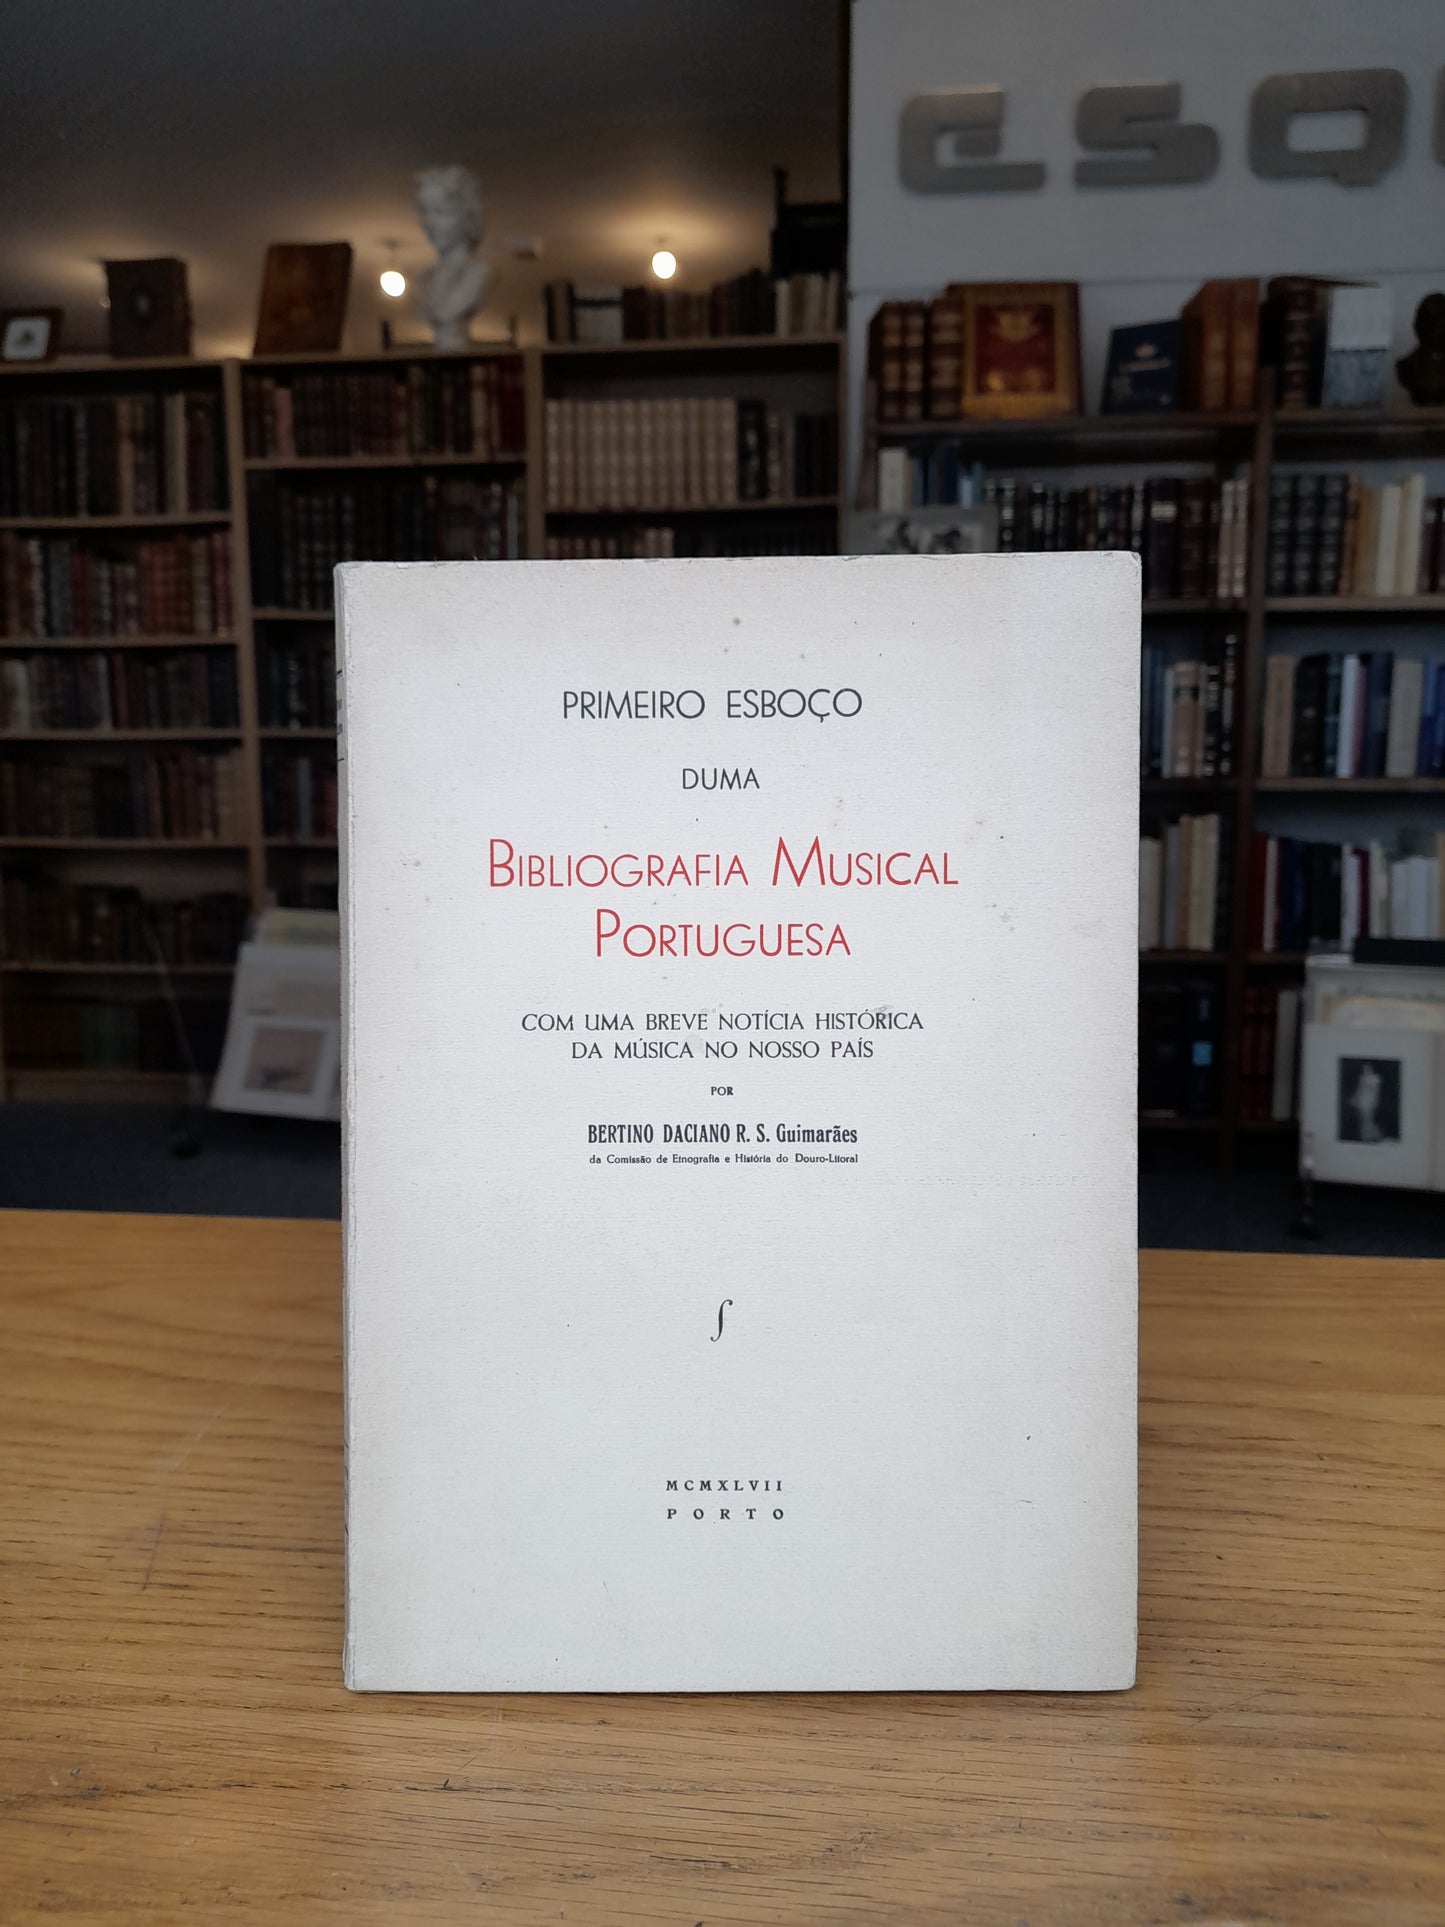 ESQ
PRIMEIRO ESBOÇO
DUMA
BIBLIOGRAFIA MUSICAL
PORTUGUESA
COM UMA BREVE NOTÍCIA HISTÓRICA
DA MÚSICA NO NOSSO PAÍS
POR
BERTINO DACIANO R. S. Guimarães
da Comissão de Etnografia e História do Douro-Litoral
MCMXLVII
PORTO